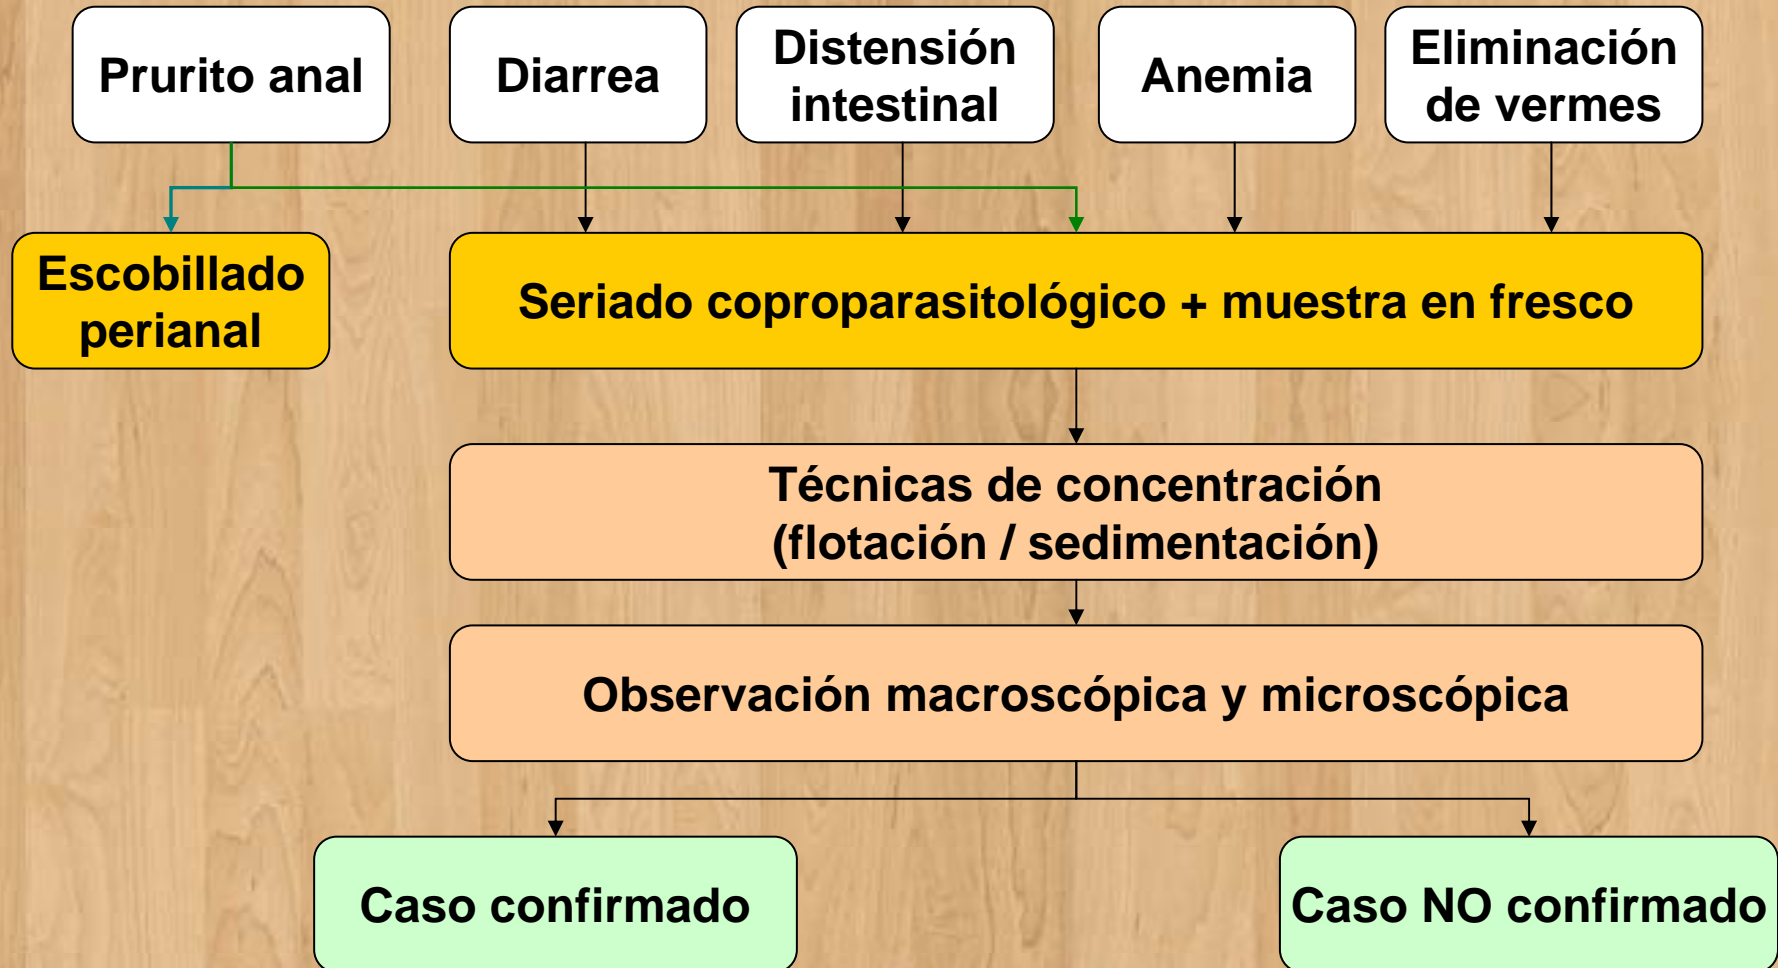 Prurito anal
Diarrea
Distensión
intestinal
Anemia
Eliminación
de vermes
Escobillado
perianal
Seriado coproparasitológico + muestra en fresco
Técnicas de concentración
(flotación / sedimentación)
Observación macroscópica y microscópica
Caso confirmado
Caso NO confirmado